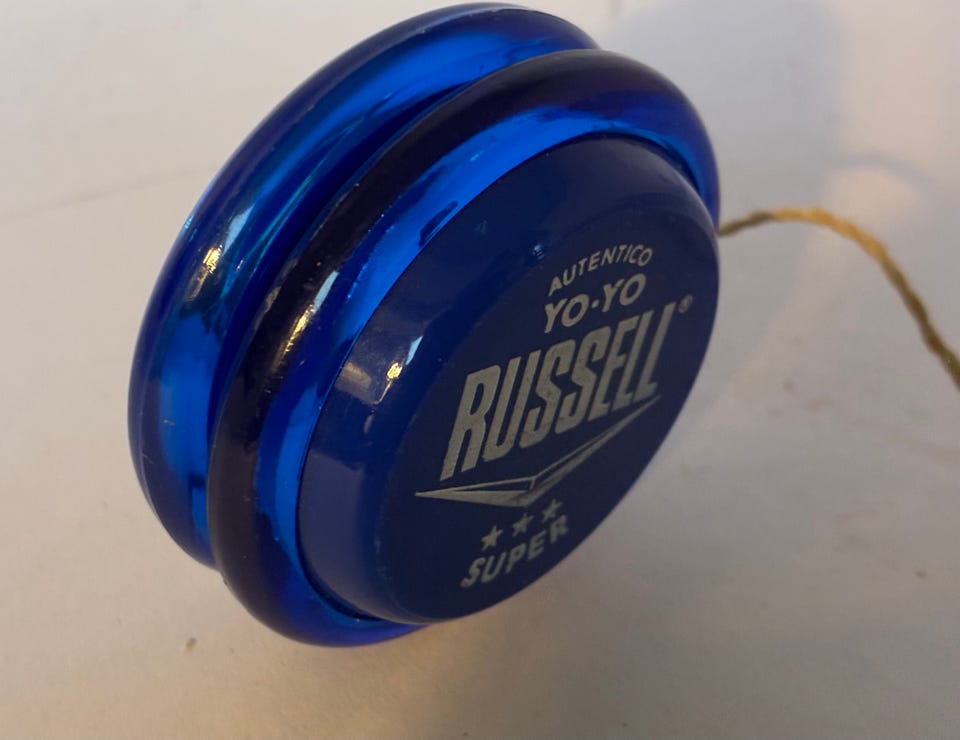 AUTENTICO
YO-YO
RUSSELL®
★ ★ ★
SUPER